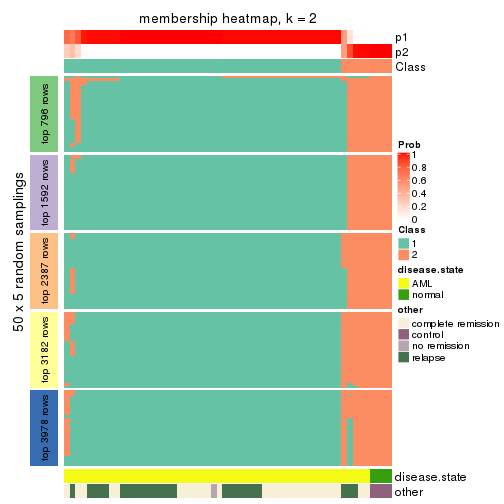 membership heatmap, k = 2
p1
p2
Class
50 x 5 random samplings
top 796 rows
top 1592 rows
top 2387 rows
top 3182 rows
top 3978 rows
Prob
1
0.8
0.6
0.4
0.2
0
Class
1
2
disease.state
AML
normal
other
complete remission
control
no remission
relapse
disease.state
other